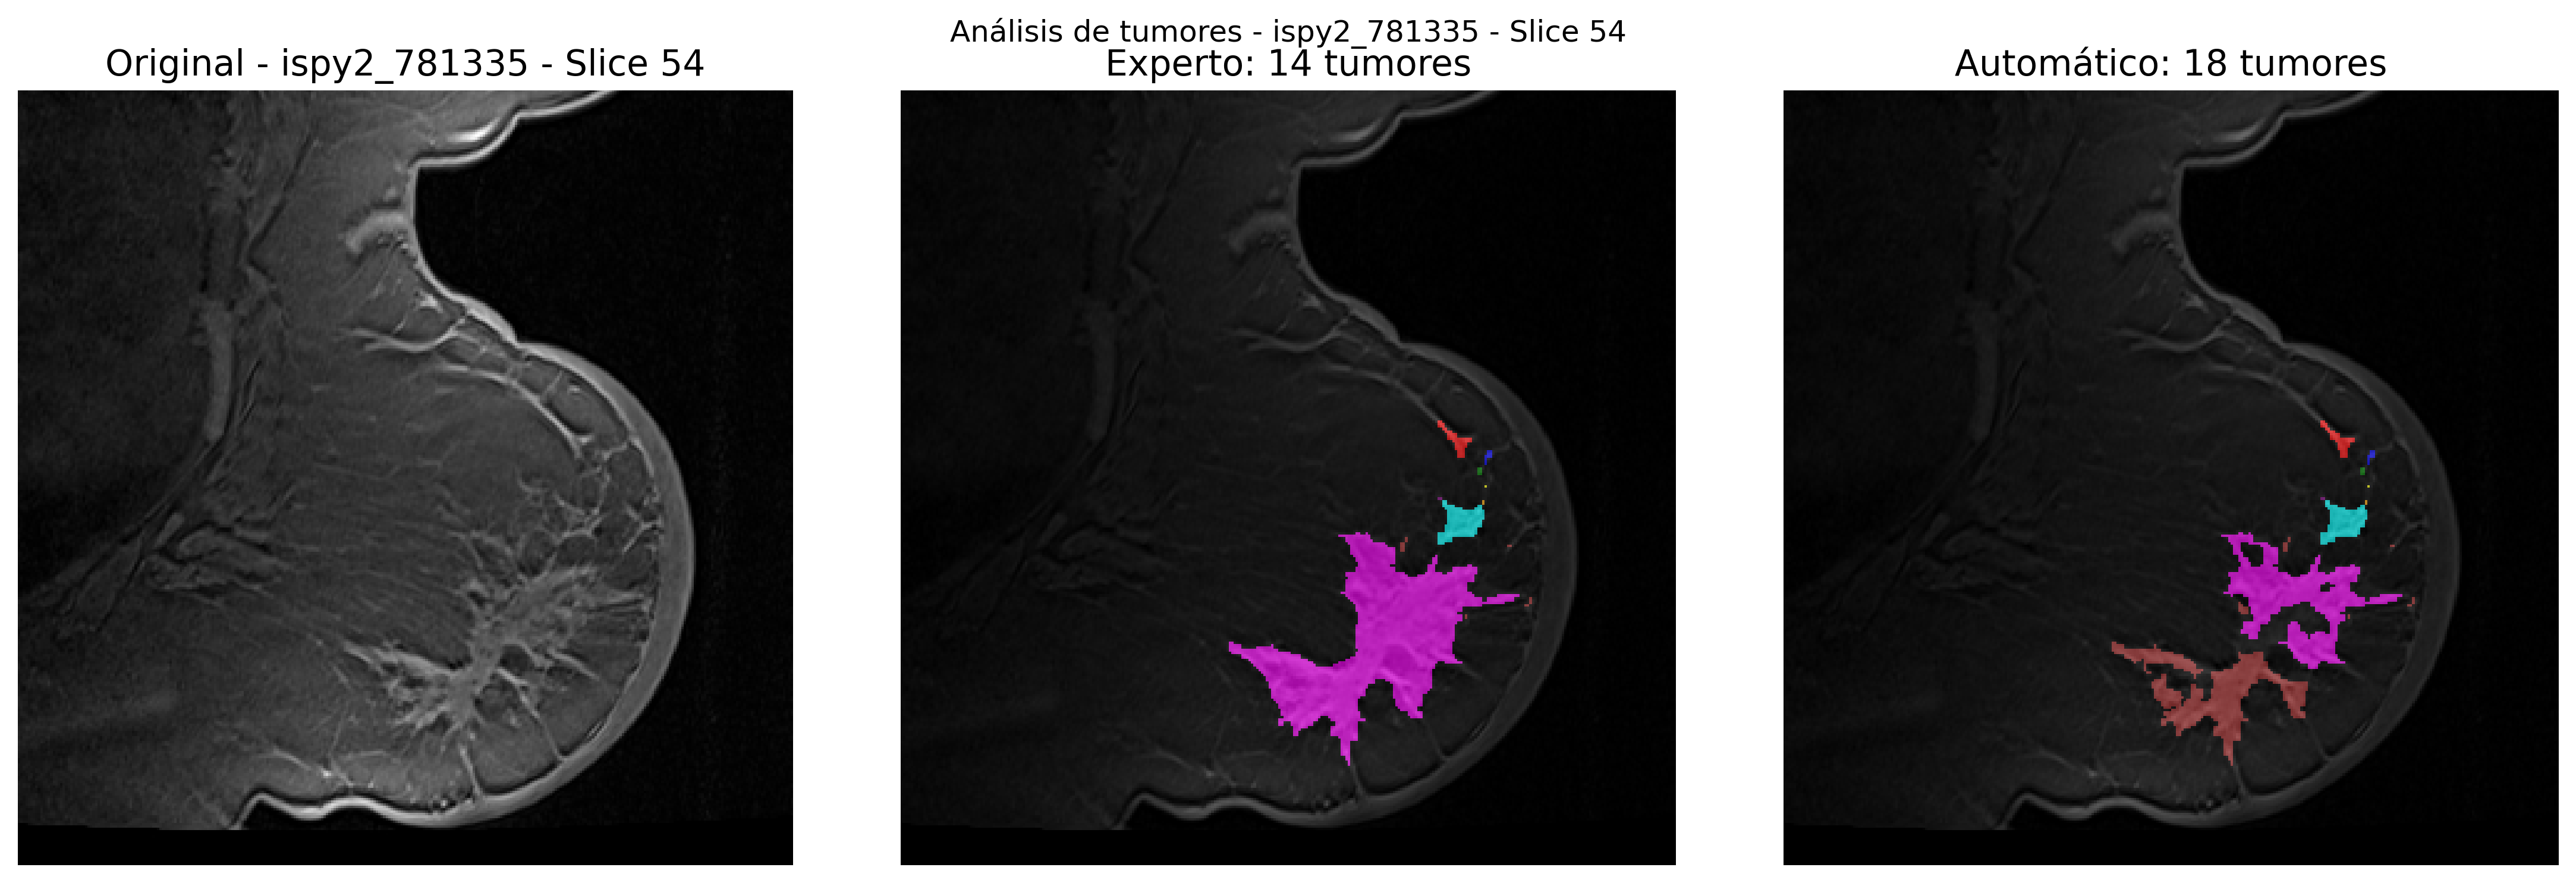 Análisis de tumores - ispy2_781335 - Slice 54
Original - ispy2_781335 - Slice 54
Experto: 14 tumores
Automático: 18 tumores